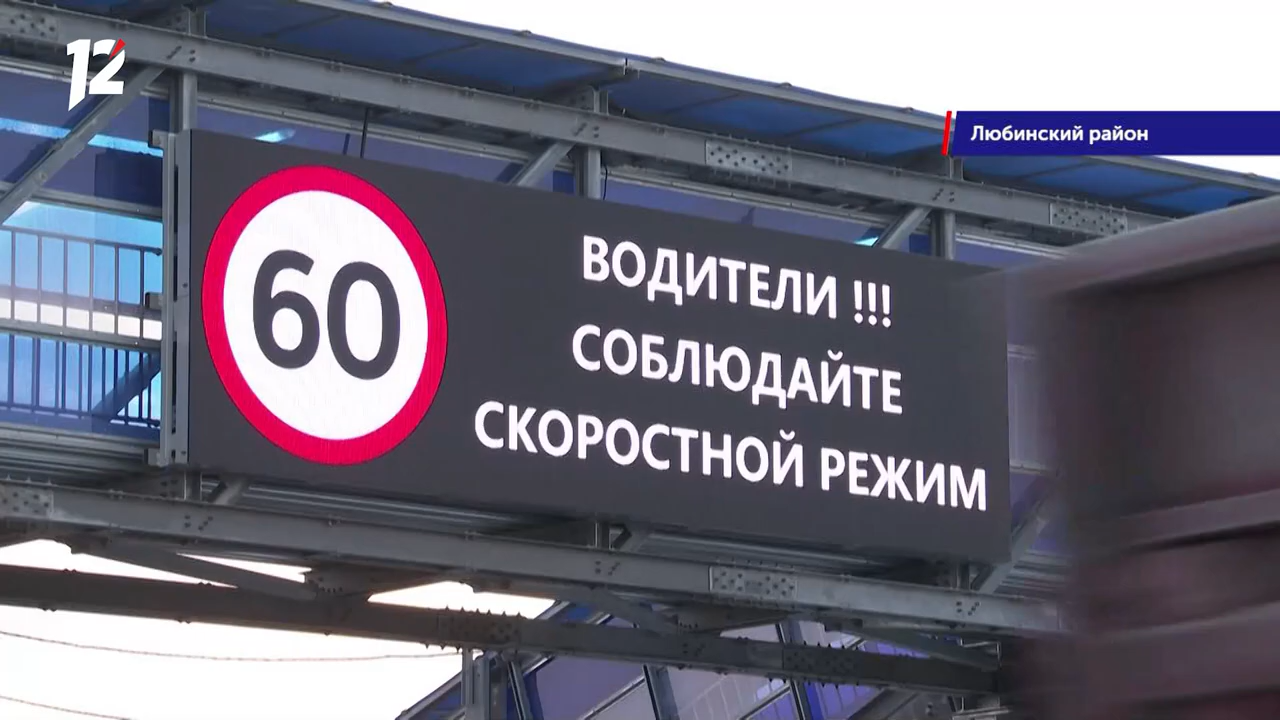 12
Любинский район
60
ВОДИТЕЛИ !!!
СОБЛЮДАЙТЕ
СКОРОСТНОЙ РЕЖИМ